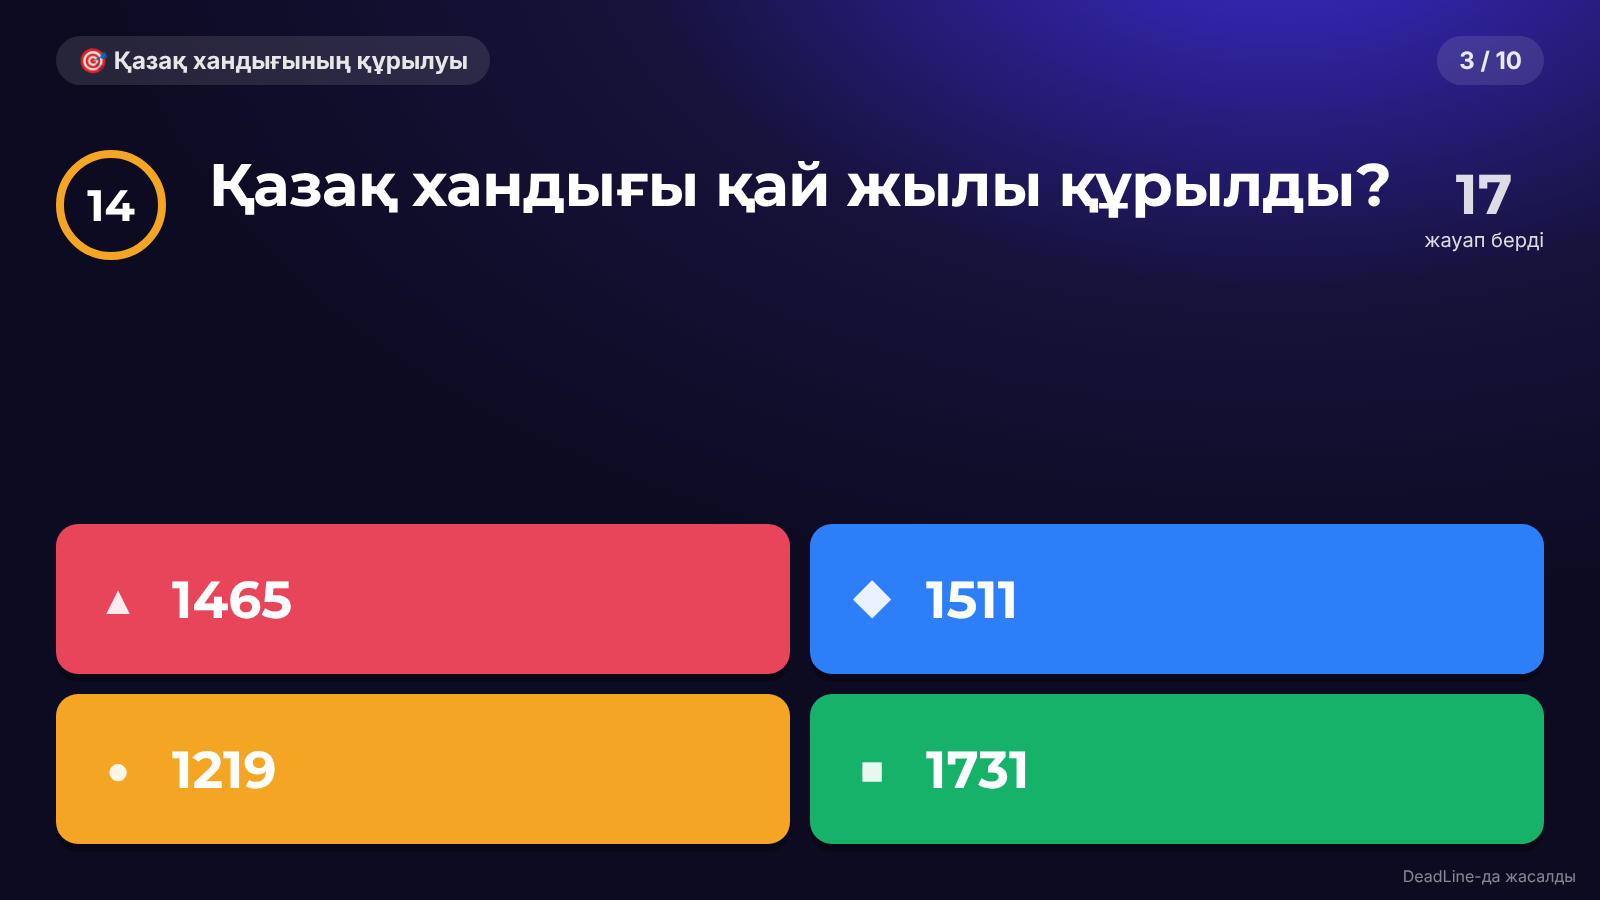 🎯 Қазақ хандығының құрылуы
3 / 10
14
Қазақ хандығы қай жылы құрылды?
17
жауап берді
▲ 1465
◆ 1511
● 1219
■ 1731
DeadLine-да жасалды